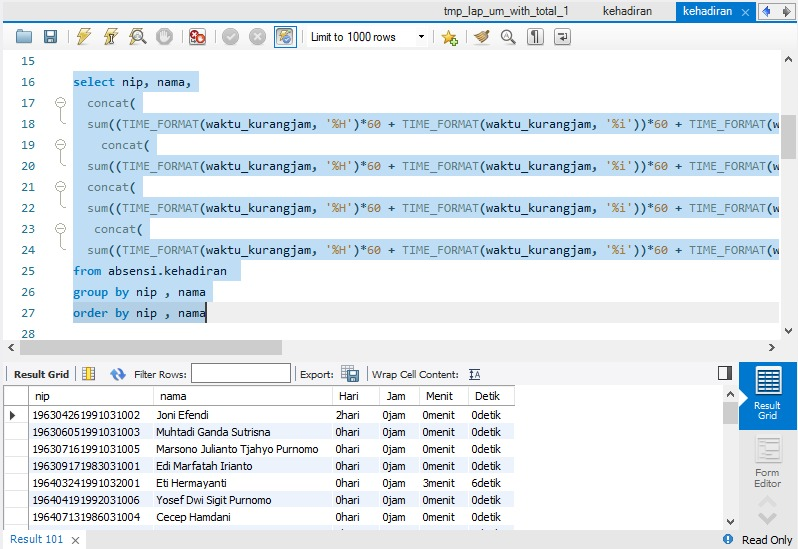 tmp_lap_um_with_total_1 kehadiran kehadiran
Limit to 1000 rows
15
16 select nip, nama,
17 concat(
18 sum((TIME_FORMAT(waktu_kurangjam, '%H')*60 + TIME_FORMAT(waktu_kurangjam, '%i'))*60 + TIME_FORMAT(w
19 concat(
20 sum((TIME_FORMAT(waktu_kurangjam, '%H')*60 + TIME_FORMAT(waktu_kurangjam, '%i'))*60 + TIME_FORMAT(w
21 concat(
22 sum((TIME_FORMAT(waktu_kurangjam, '%H')*60 + TIME_FORMAT(waktu_kurangjam, '%i'))*60 + TIME_FORMAT(w
23 concat(
24 sum((TIME_FORMAT(waktu_kurangjam, '%H')*60 + TIME_FORMAT(waktu_kurangjam, '%i'))*60 + TIME_FORMAT(w
25 from absensi.kehadiran
26 group by nip , nama
27 order by nip , nama
28
Result Grid Filter Rows: Export: Wrap Cell Content:
nip nama Hari Jam Menit Detik
196304261991031002 Joni Efendi 2hari 0jam 0menit 0detik
196306051991031003 Muhtadi Ganda Sutrisna 0hari 0jam 0menit 0detik
196307161991031005 Marsono Julianto Tjahyo Purnomo 0hari 0jam 0menit 0detik
196309171983031001 Edi Marfatah Irianto 0hari 0jam 0menit 0detik
196403241991032001 Eti Hermayanti 0hari 0jam 3menit 6detik
196404191992031006 Yosef Dwi Sigit Purnomo 0hari 0jam 0menit 0detik
196407131986031004 Cecep Hamdani 0hari 0jam 0menit 0detik
Result
Grid
Form
Editor
Result 101 Read Only